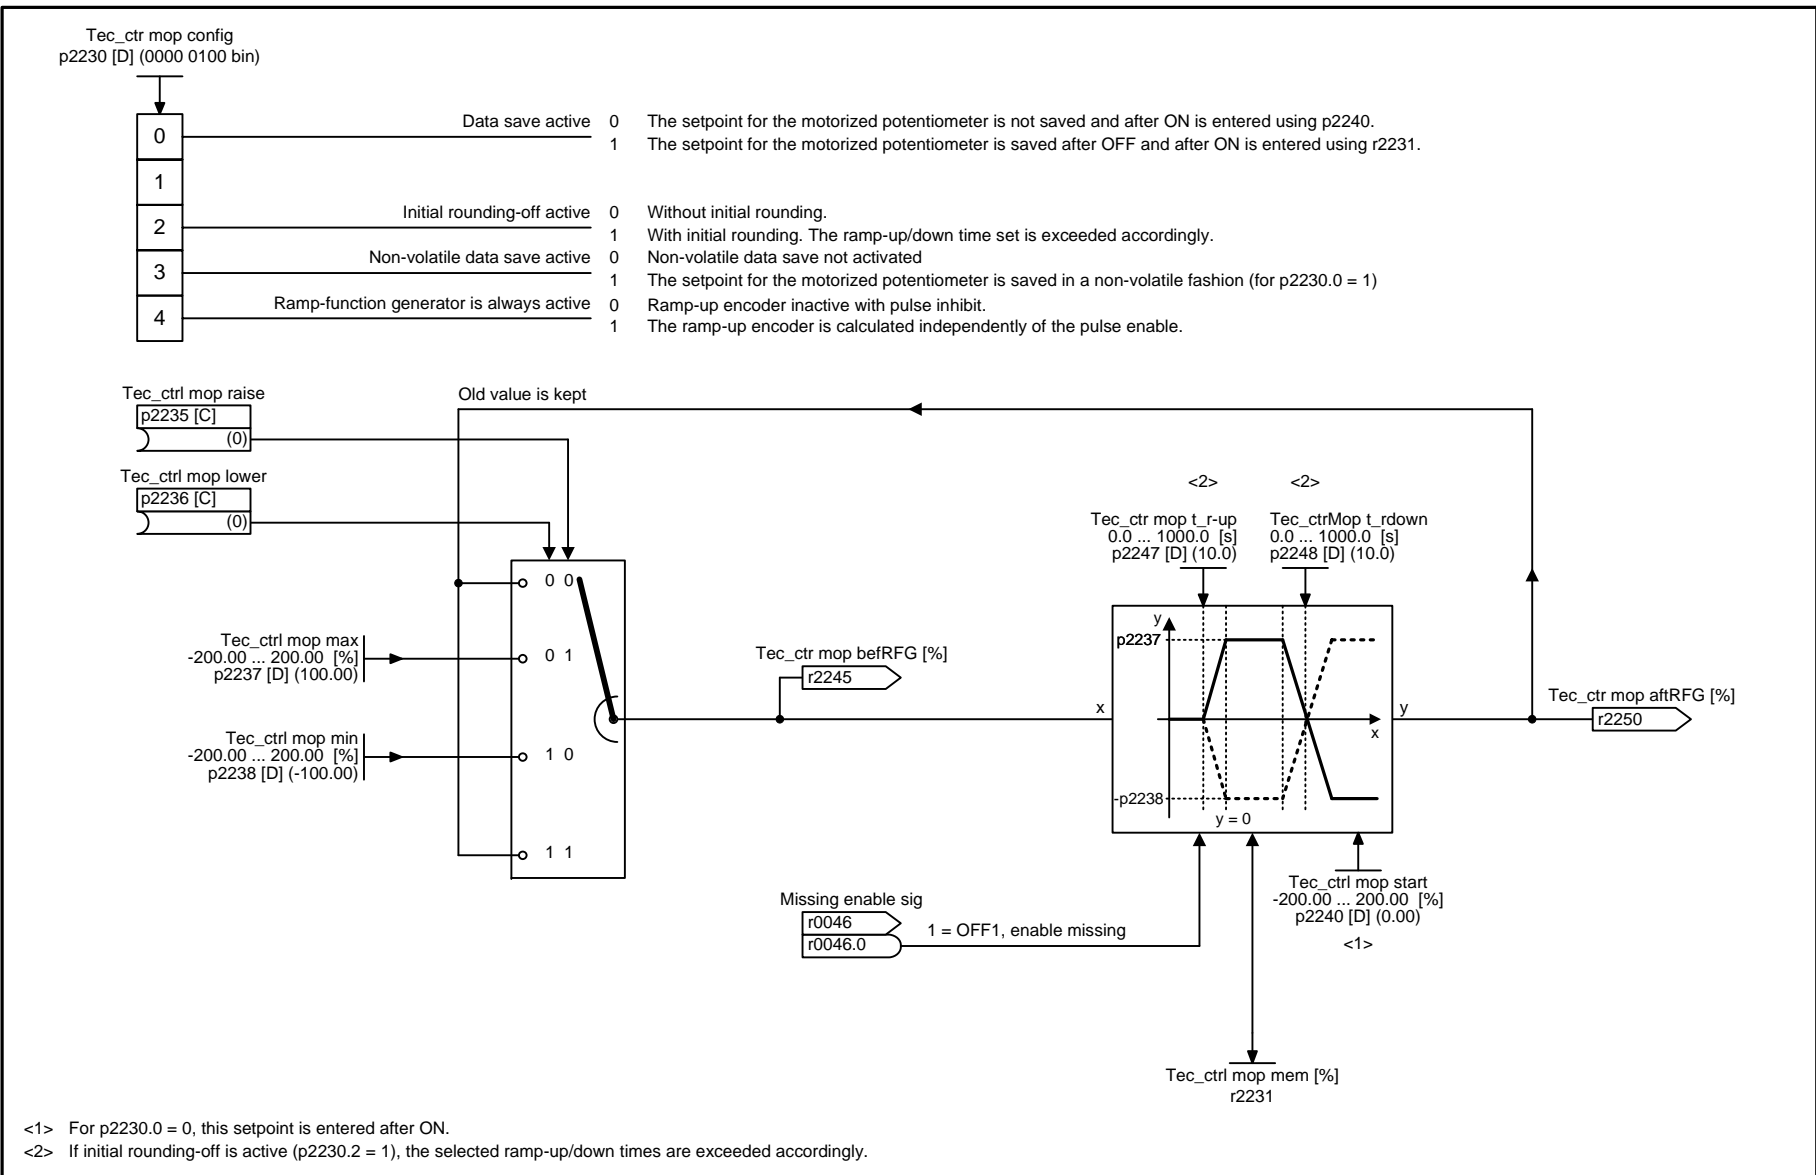 Tec_ctr mop config
p2230 [D] (0000 0100 bin)
0
Data save active 0 The setpoint for the motorized potentiometer is not saved and after ON is entered using p2240.
1 The setpoint for the motorized potentiometer is saved after OFF and after ON is entered using r2231.
1
2
Initial rounding-off active 0 Without initial rounding.
1 With initial rounding. The ramp-up/down time set is exceeded accordingly.
3
Non-volatile data save active 0 Non-volatile data save not activated
1 The setpoint for the motorized potentiometer is saved in a non-volatile fashion (for p2230.0 = 1)
4
Ramp-function generator is always active 0 Ramp-up encoder inactive with pulse inhibit.
1 The ramp-up encoder is calculated independently of the pulse enable.
Tec_ctrl mop raise
p2235 [C]
(0)
Old value is kept
Tec_ctrl mop lower
p2236 [C]
(0)
0 0
0 1
1 0
1 1
Tec_ctrl mop max
-200.00 ... 200.00 [%]
p2237 [D] (100.00)
Tec_ctrl mop min
-200.00 ... 200.00 [%]
p2238 [D] (-100.00)
Tec_ctr mop befRFG [%]
r2245
<2>
Tec_ctr mop t_r-up
0.0 ... 1000.0 [s]
p2247 [D] (10.0)
<2>
Tec_ctrMop t_rdown
0.0 ... 1000.0 [s]
p2248 [D] (10.0)
x
y
p2237
x
-p2238
y = 0
y
Tec_ctr mop aftRFG [%]
r2250
Missing enable sig
r0046
r0046.0
1 = OFF1, enable missing
Tec_ctrl mop start
-200.00 ... 200.00 [%]
p2240 [D] (0.00)
<1>
Tec_ctrl mop mem [%]
r2231
<1> For p2230.0 = 0, this setpoint is entered after ON.
<2> If initial rounding-off is active (p2230.2 = 1), the selected ramp-up/down times are exceeded accordingly.